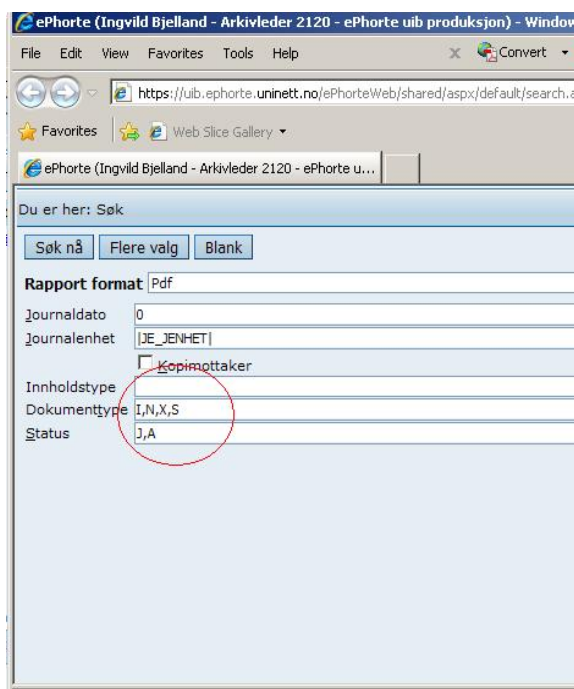 ePhorte (Ingvild Bjelland - Arkivleder 2120 - ePhorte uib produksjon) - Window
File Edit View Favorites Tools Help Convert
https://uib.ephorte.uninett.no/ePhorteWeb/shared/aspx/default/search.a
Favorites Web Slice Gallery
ePhorte (Ingvild Bjelland - Arkivleder 2120 - ePhorte u...
Du er her: Søk
Søk nå Flere valg Blank
Rapport format Pdf
Journaldato 0
Journalenhet |JE_JENHET|
Kopimottaker
Innholdstype
Dokumenttype I,N,X,S
Status J,A